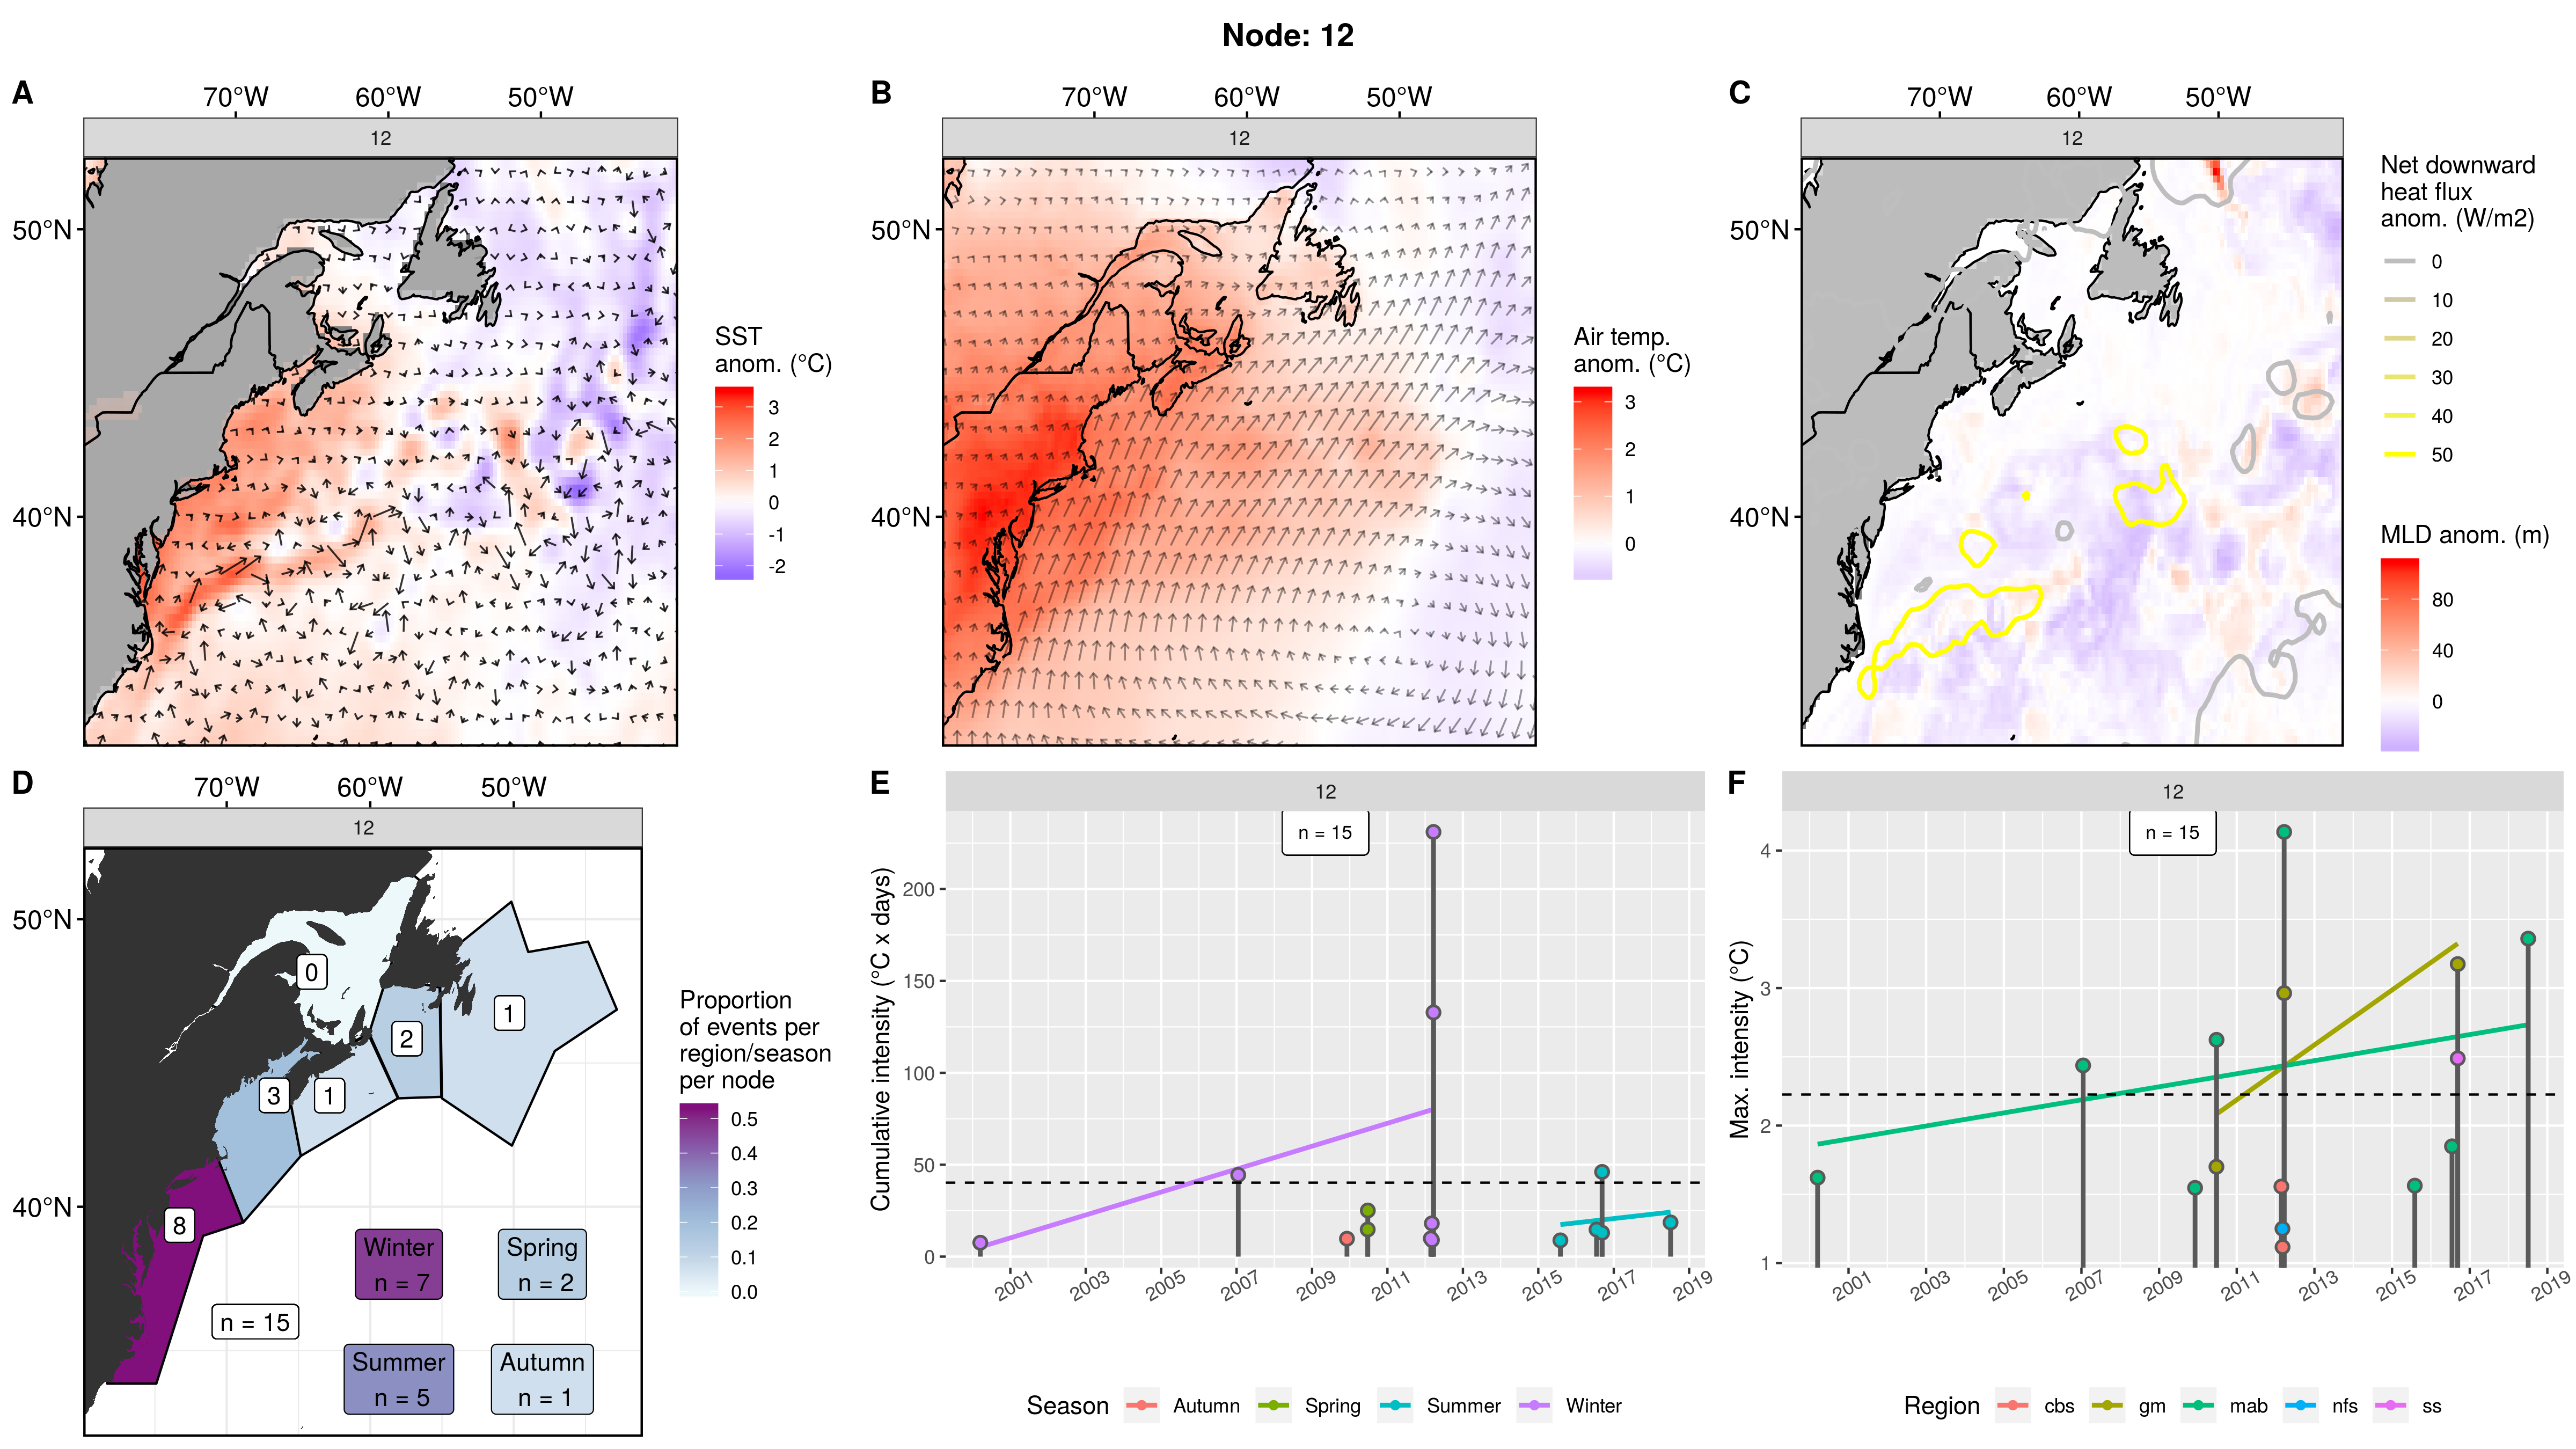 Node: 12
A
70°W 60°W 50°W
12
50°N
40°N
SST
anom. (°C)
3
2
1
0
-1
-2
B
70°W 60°W 50°W
12
50°N
40°N
Air temp.
anom. (°C)
3
2
1
0
C
70°W 60°W 50°W
12
50°N
40°N
Net downward
heat flux
anom. (W/m2)
0
10
20
30
40
50
MLD anom. (m)
80
40
0
D
70°W 60°W 50°W
12
50°N
40°N
0
1
2
3
1
8
n = 15
Winter
n = 7
Spring
n = 2
Summer
n = 5
Autumn
n = 1
Proportion
of events per
region/season
per node
0.5
0.4
0.3
0.2
0.1
0.0
E
12
n = 15
Cumulative intensity (°C x days)
200
150
100
50
0
2001 2003 2005 2007 2009 2011 2013 2015 2017 2019
Season Autumn Spring Summer Winter
F
12
n = 15
Max. intensity (°C)
4
3
2
1
2001 2003 2005 2007 2009 2011 2013 2015 2017 2019
Region cbs gm mab nfs ss